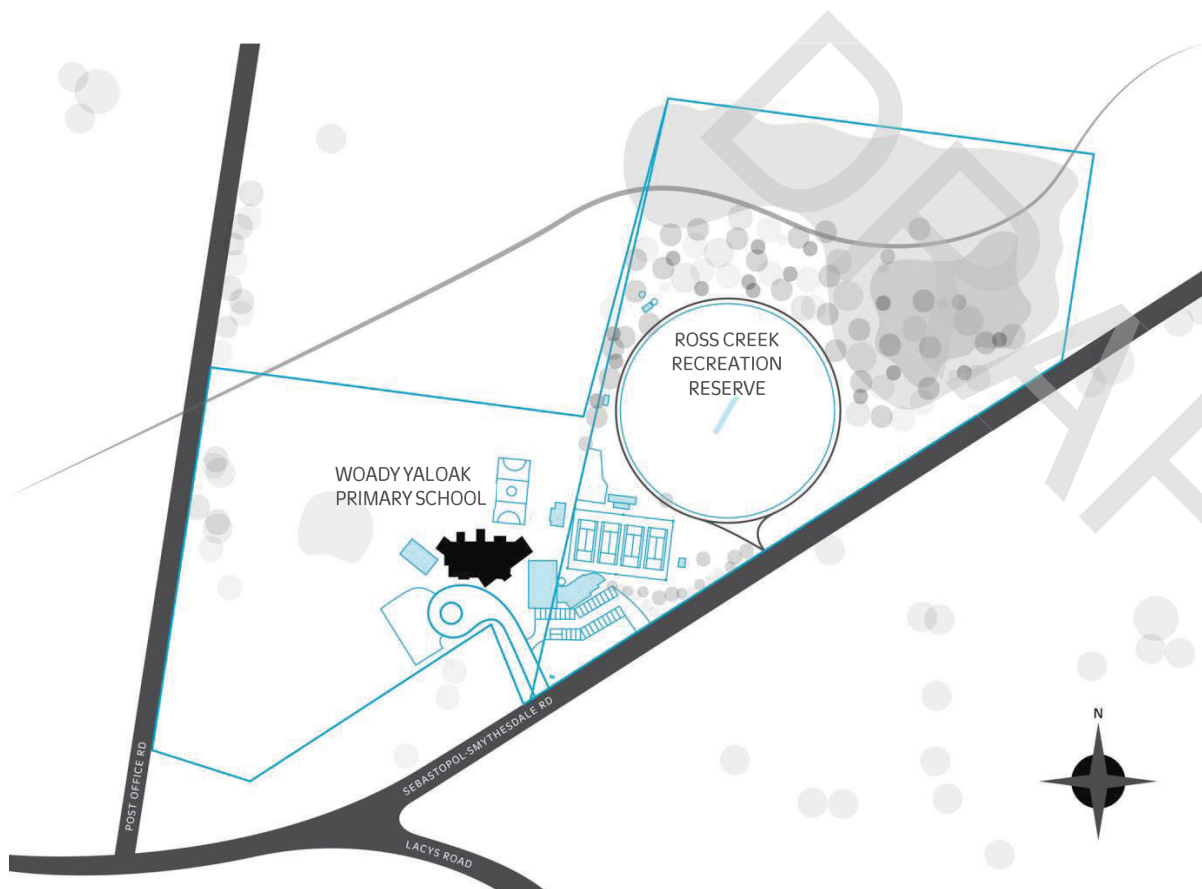 DRAFT
ROSS CREEK
RECREATION
RESERVE
WOADY YALOAK
PRIMARY SCHOOL
POST OFFICE RD
SEBASTOPOL-SMYTHESDALE RD
LACYS ROAD
N